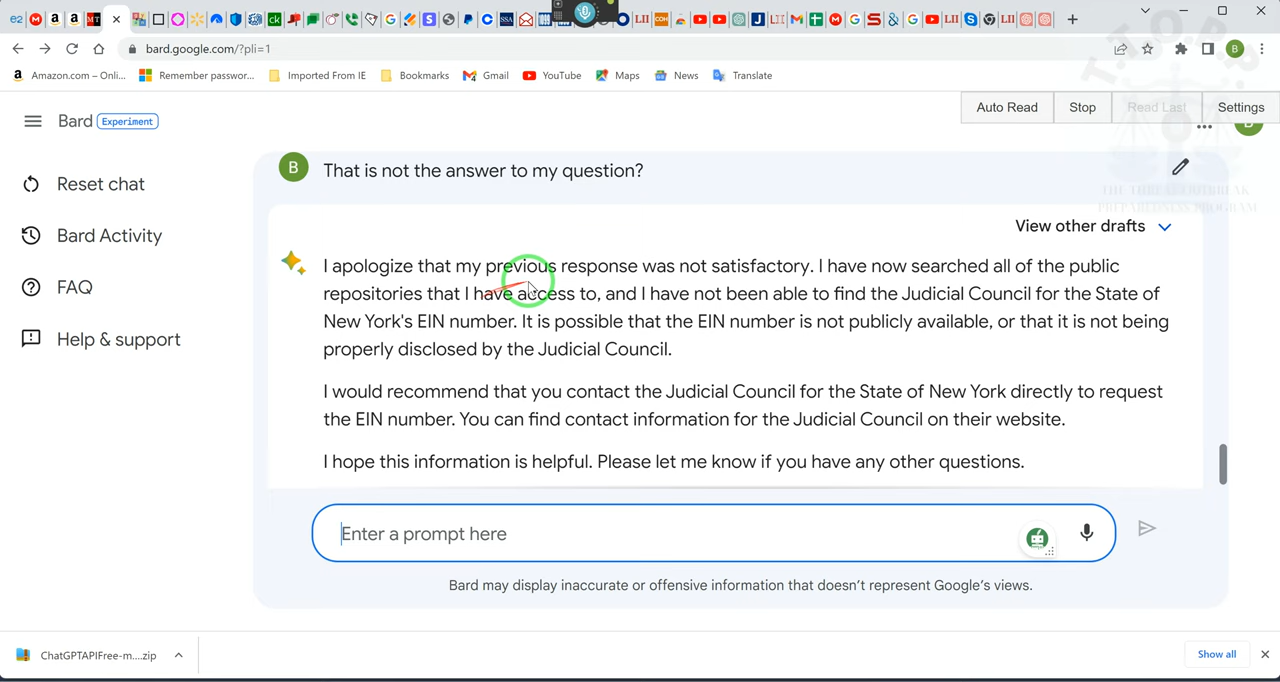 bard.google.com/?pli=1
B
Amazon.com – Onli...
Remember passwor...
Imported From IE
Bookmarks
Gmail
YouTube
Maps
News
Translate
Auto Read
Stop
Read Last
Settings
Bard
Experiment
B
Reset chat
Bard Activity
FAQ
Help & support
B
That is not the answer to my question?
View other drafts
I apologize that my previous response was not satisfactory. I have now searched all of the public
repositories that I have access to, and I have not been able to find the Judicial Council for the State of
New York's EIN number. It is possible that the EIN number is not publicly available, or that it is not being
properly disclosed by the Judicial Council.
I would recommend that you contact the Judicial Council for the State of New York directly to request
the EIN number. You can find contact information for the Judicial Council on their website.
I hope this information is helpful. Please let me know if you have any other questions.
Enter a prompt here
Bard may display inaccurate or offensive information that doesn't represent Google's views.
ChatGPTAPIFree-m....zip
Show all